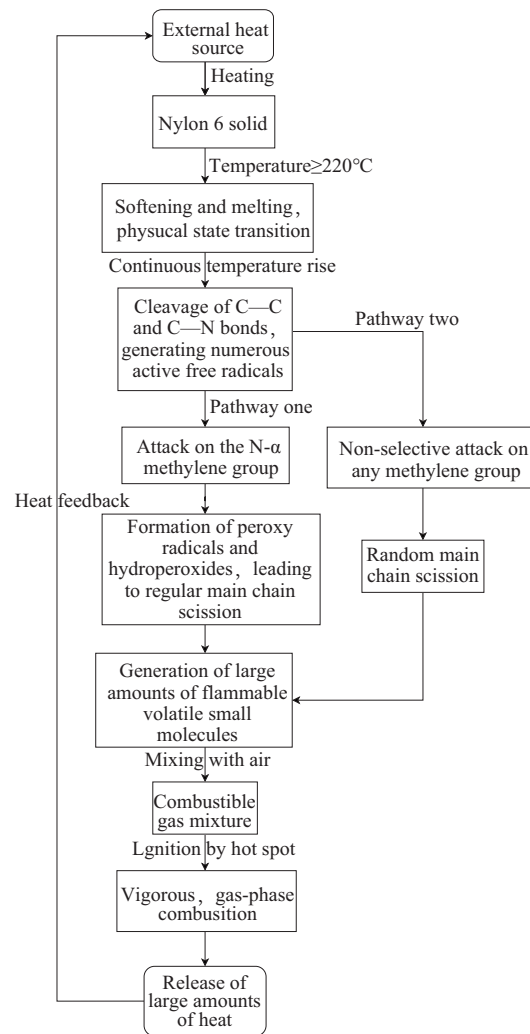 External heat
source
Heating
Nylon 6 solid
Temperature≥220℃
Softening and melting,
physucal state transition
Continuous temperature rise
Cleavage of C—C
and C—N bonds,
generating numerous
active free radicals
Pathway two
Pathway one
Attack on the N-α
methylene group
Non-selective attack on
any methylene group
Heat feedback
Formation of peroxy
radicals and
hydroperoxides, leading
to regular main chain
scission
Random main
chain scission
Generation of large
amounts of flammable
volatile small
molecules
Mixing with air
Combustible
gas mixture
Lgnition by hot spot
Vigorous, gas-phase
combusition
Release of
large amounts
of heat